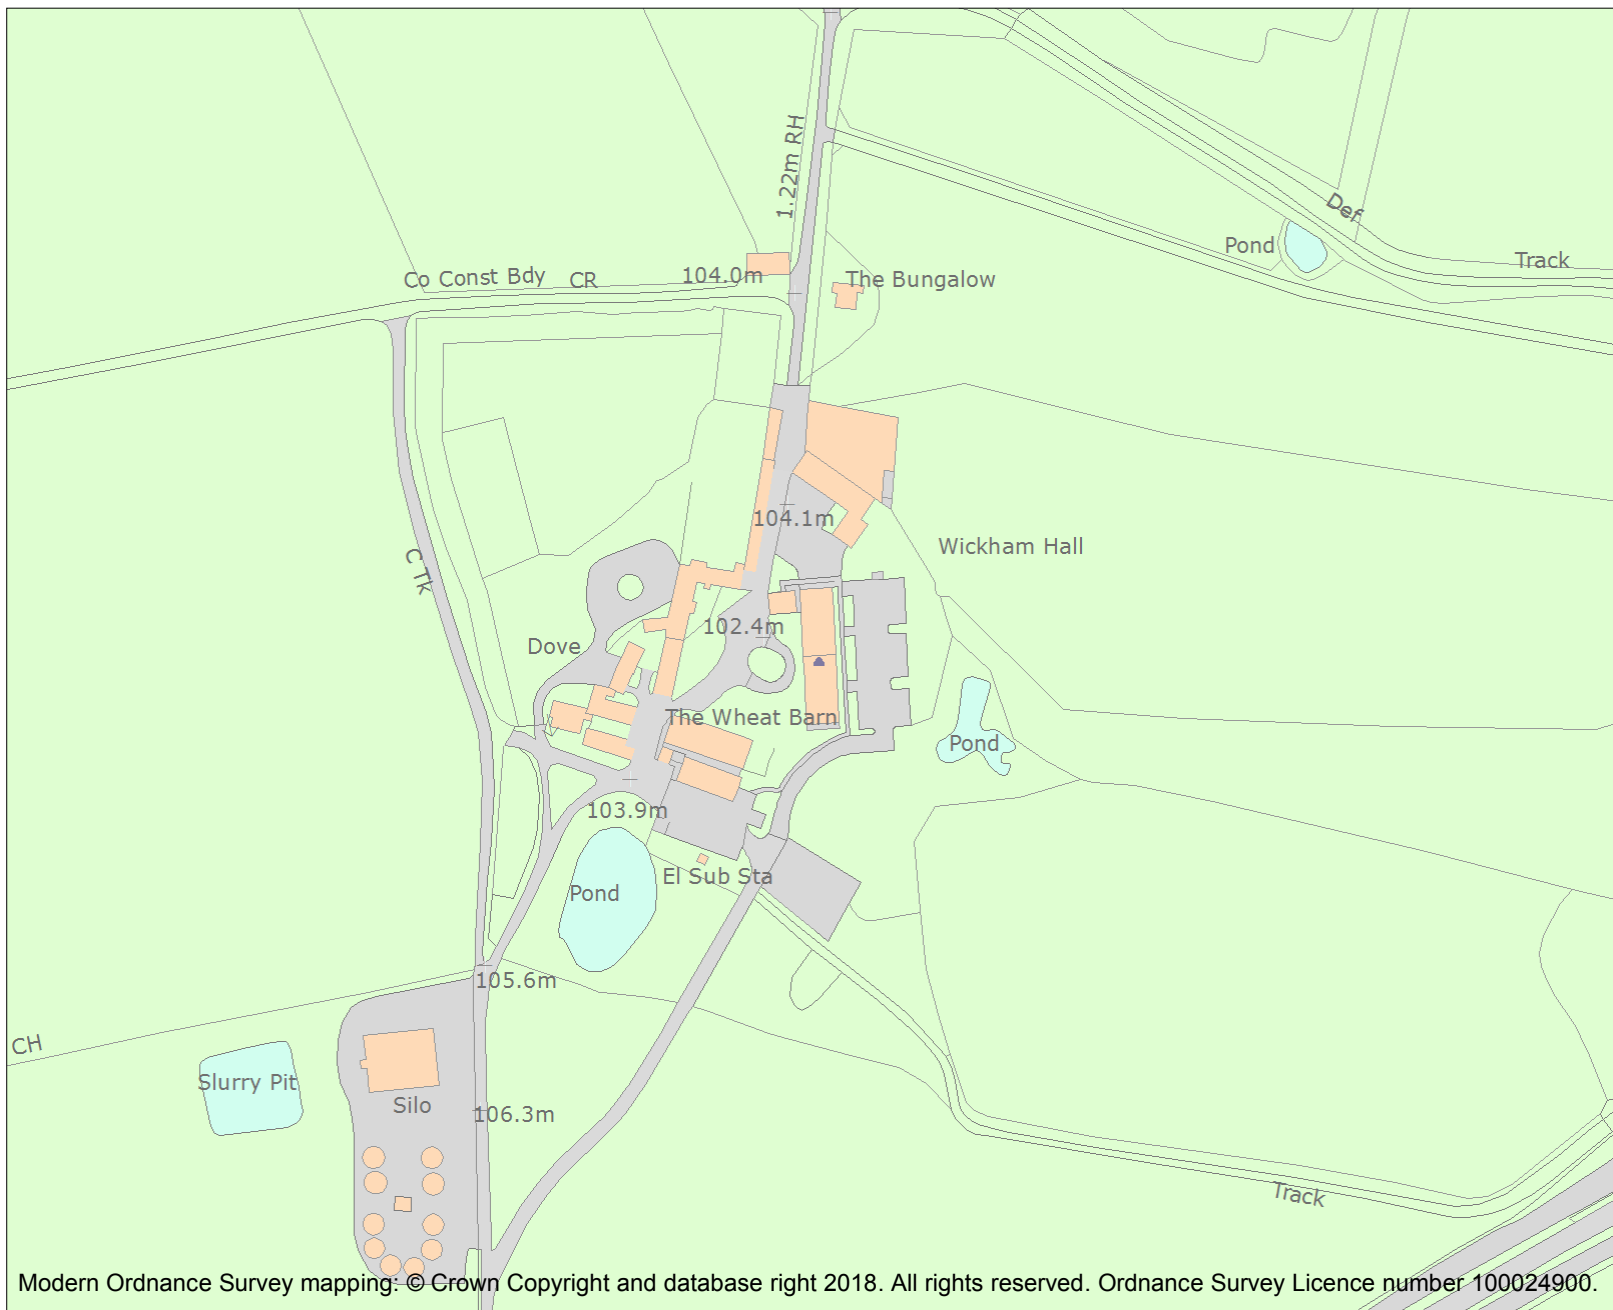 1.22m RH
Def
Pond
Track
Co Const Bdy
CR
104.0m
The Bungalow
104.1m
Wickham Hall
C Tk
102.4m
Dove
The Wheat Barn
Pond
103.9m
El Sub Sta
Pond
105.6m
CH
Slurry Pit
Silo
106.3m
Track
Modern Ordnance Survey mapping: © Crown Copyright and database right 2018. All rights reserved. Ordnance Survey Licence number 100024900.